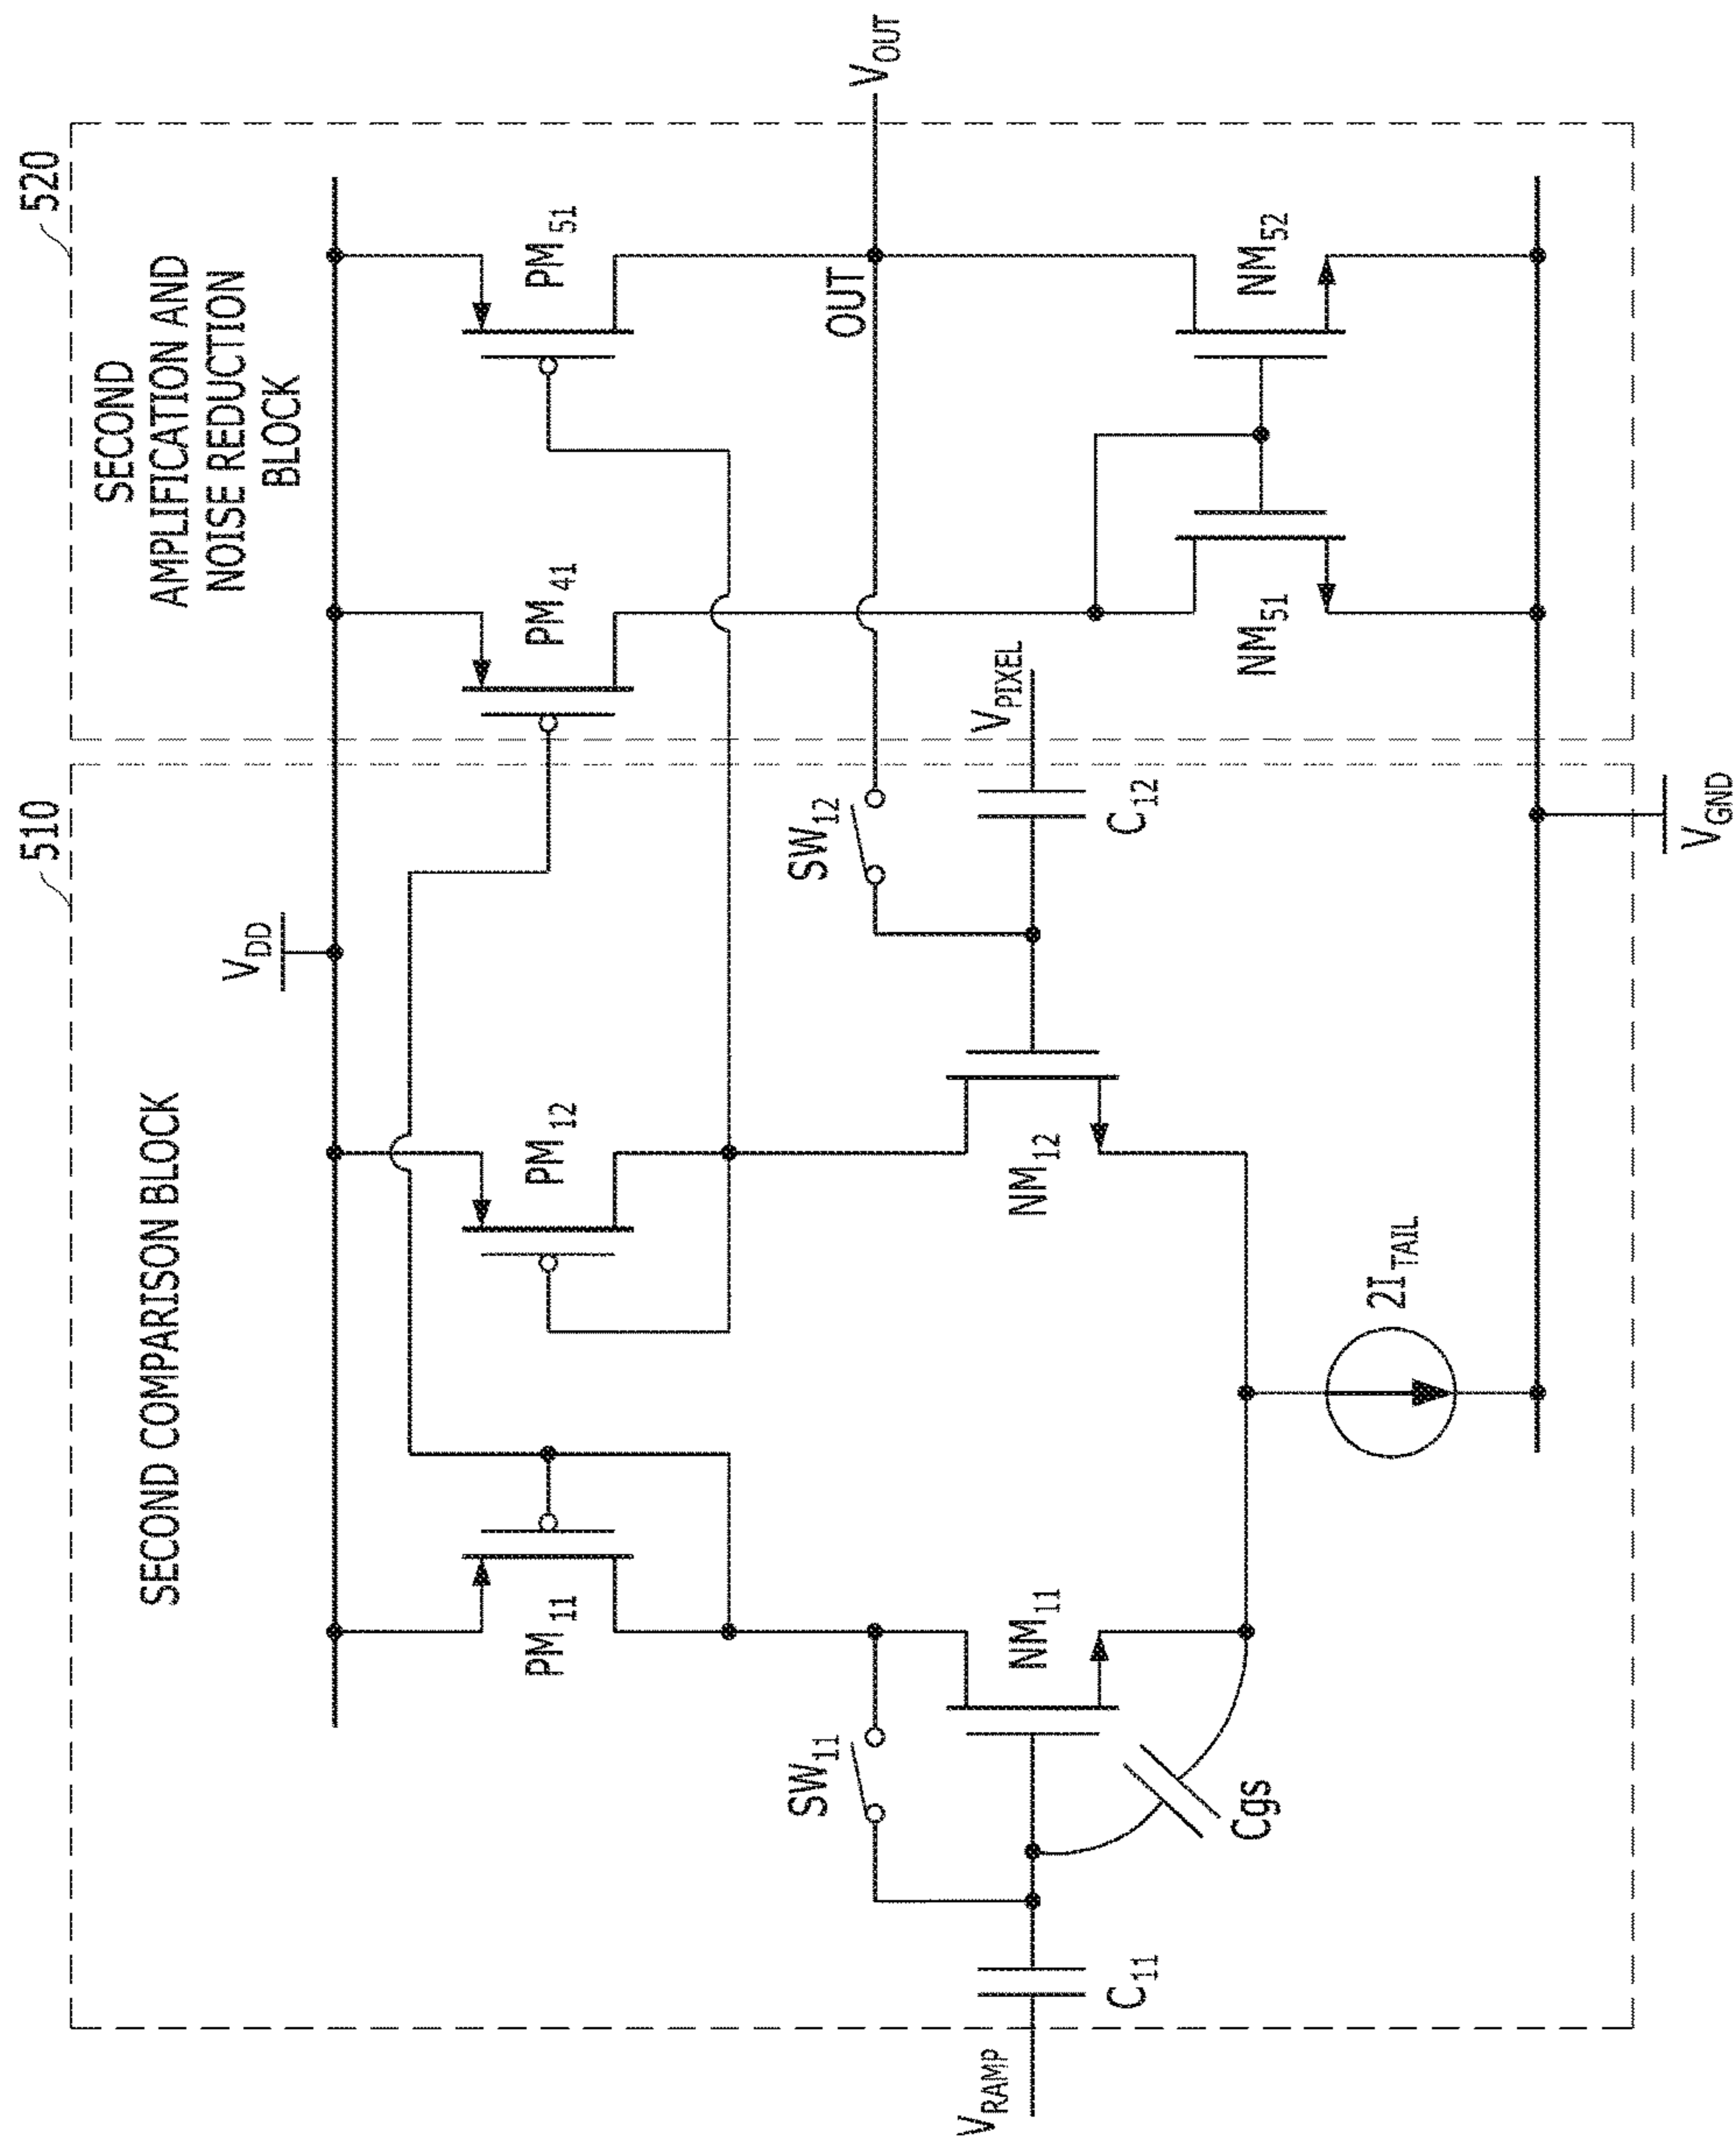 510
520
SECOND COMPARISON BLOCK
SECOND
AMPLIFICATION AND
NOISE REDUCTION
BLOCK
V_DD
PM_11
PM_12
PM_41
PM_51
SW_11
SW_12
OUT
V_OUT
V_RAMP
C_11
NM_11
NM_12
V_PIXEL
C_12
Cgs
NM_51
NM_52
2I_TAIL
V_GND